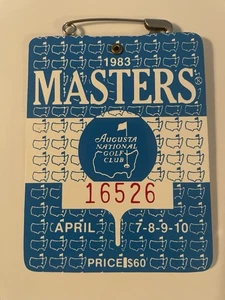 1983
MASTERS®
AUGUSTA
NATIONAL
GOLF
CLUB
16526
APRIL 7-8-9-10
PRICE $60